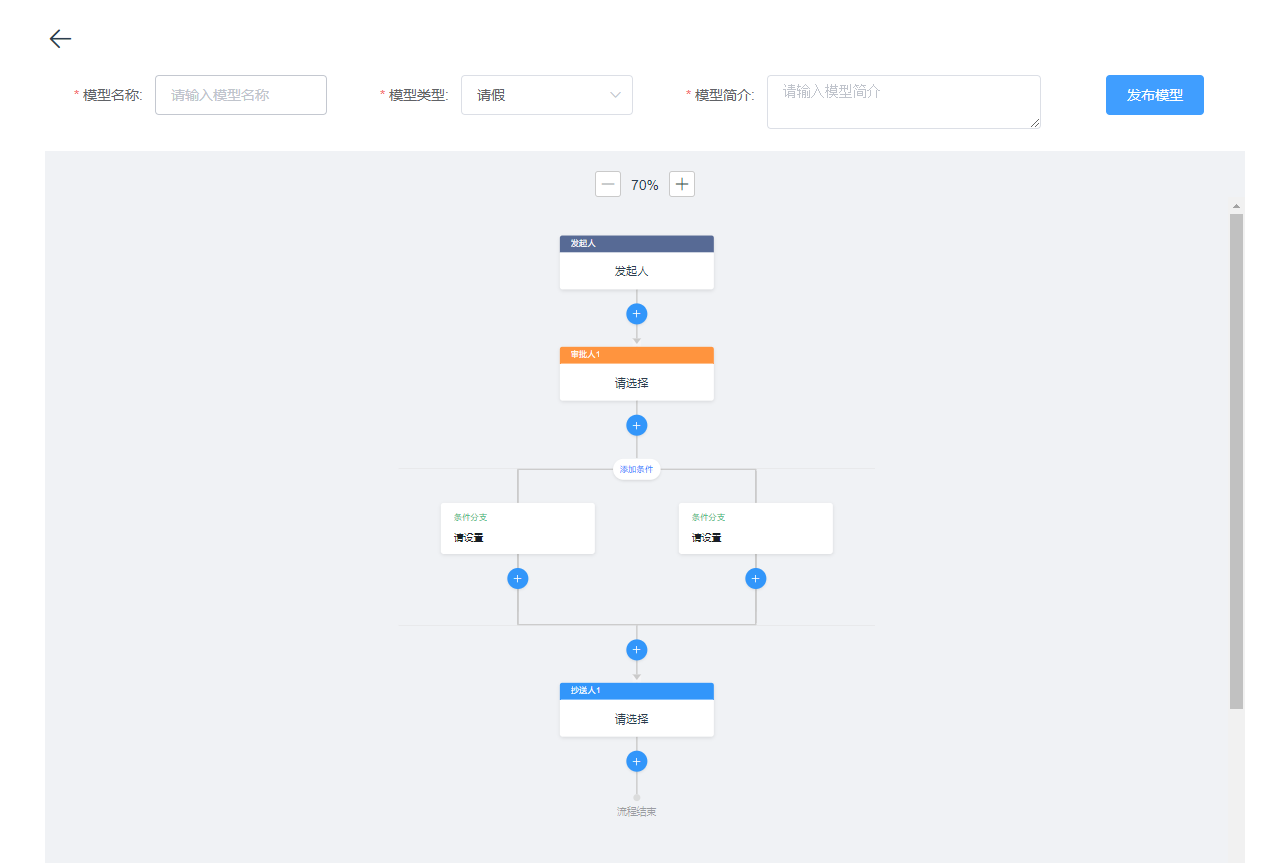 * 模型名称: 请输入模型名称
* 模型类型: 请假
* 模型简介: 请输入模型简介
发布模型
70%
发起人
发起人
审批人1
请选择
添加条件
条件分支
请设置
条件分支
请设置
抄送人1
请选择
流程结束